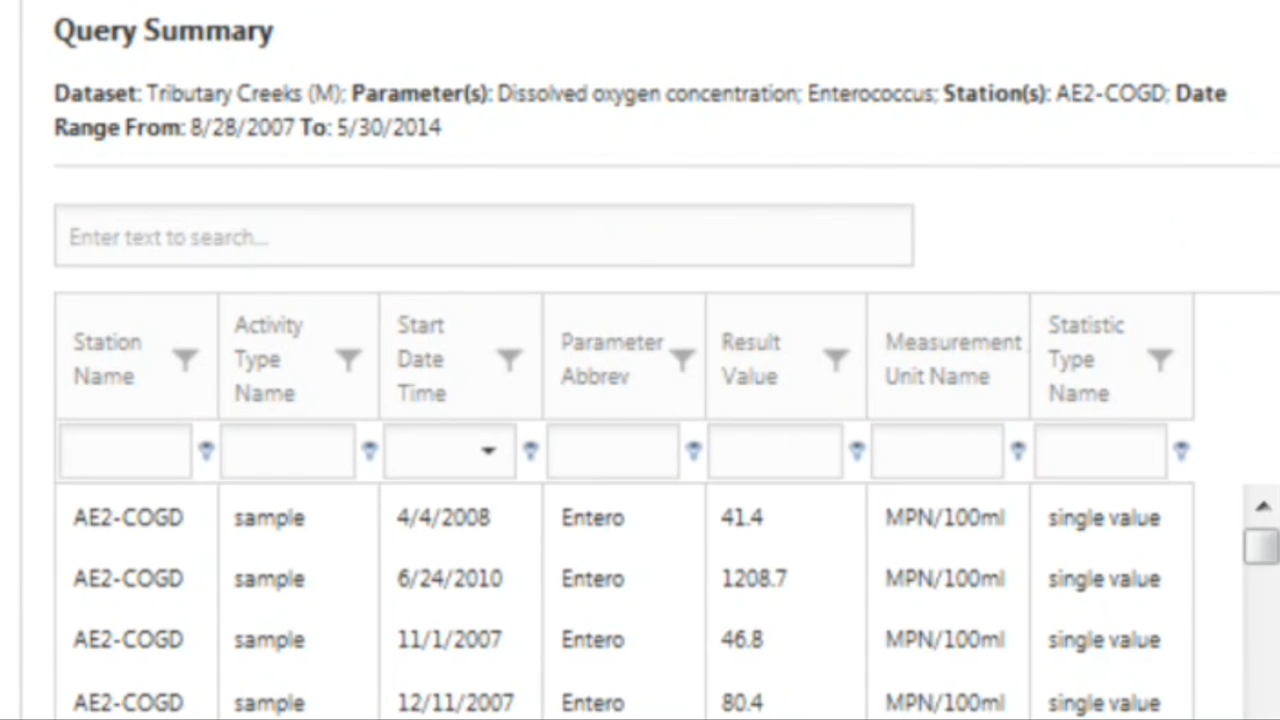 Query Summary
Dataset: Tributary Creeks (M); Parameter(s): Dissolved oxygen concentration; Enterococcus; Station(s): AE2-COGD; Date
Range From: 8/28/2007 To: 5/30/2014
Enter text to search...
Station Name Activity Type Name Start Date Time Parameter Abbrev Result Value Measurement Unit Name Statistic Type Name
AE2-COGD sample 4/4/2008 Entero 41.4 MPN/100ml single value
AE2-COGD sample 6/24/2010 Entero 1208.7 MPN/100ml single value
AE2-COGD sample 11/1/2007 Entero 46.8 MPN/100ml single value
AE2-COGD sample 12/11/2007 Entero 80.4 MPN/100ml single value